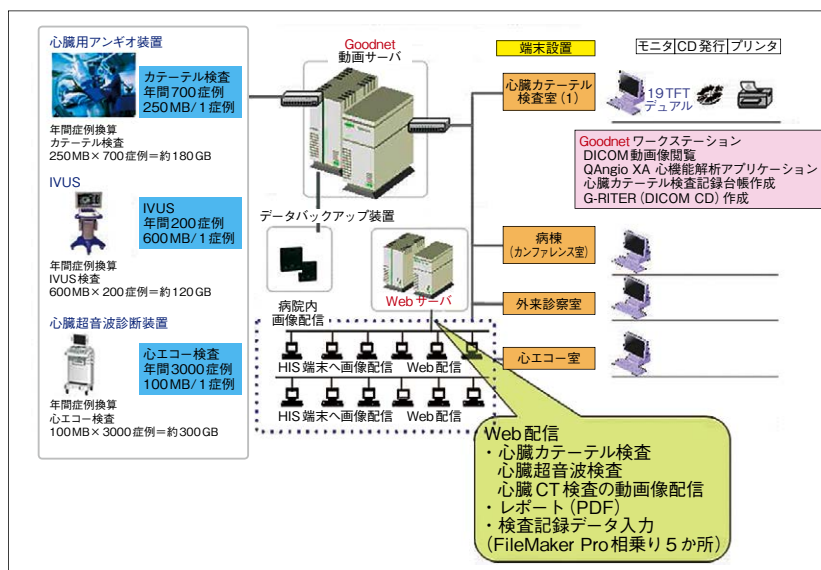 心臓用アンギオ装置
カテーテル検査
年間700症例
250MB/1症例
年間症例換算
カテーテル検査
250MB×700症例＝約180GB
IVUS
IVUS
年間200症例
600MB/1症例
年間症例換算
IVUS検査
600MB×200症例＝約120GB
心臓超音波診断装置
心エコー検査
年間3000症例
100MB/1症例
年間症例換算
心エコー検査
100MB×3000症例＝約300GB
Goodnet
動画サーバ
データバックアップ装置
Webサーバ
病院内
画像配信
HIS端末へ画像配信 Web配信
HIS端末へ画像配信 Web配信
端末設置
モニタ CD発行 プリンタ
心臓カテーテル
検査室（1）
19TFT
デュアル
Goodnetワークステーション
DICOM動画像閲覧
QAngio XA 心機能解析アプリケーション
心臓カテーテル検査記録台帳作成
G-RITER（DICOM CD）作成
病棟
（カンファレンス室）
外来診察室
心エコー室
Web配信
・心臓カテーテル検査
心臓超音波検査
心臓CT検査の動画像配信
・レポート（PDF）
・検査記録データ入力
（FileMaker Pro相乗り5か所）